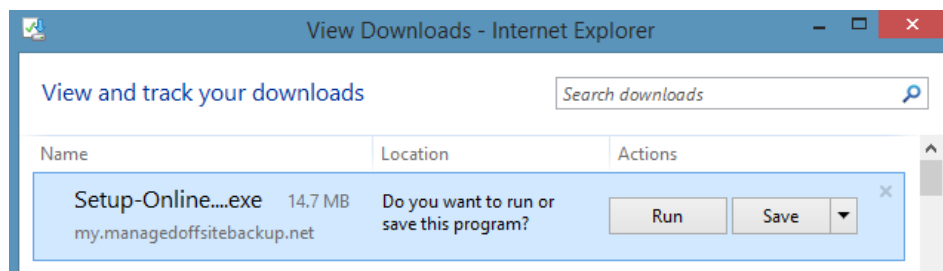 View Downloads - Internet Explorer
View and track your downloads
Search downloads
Name Location Actions
Setup-Online....exe 14.7 MB
my.managedoffsitebackup.net
Do you want to run or
save this program?
Run Save